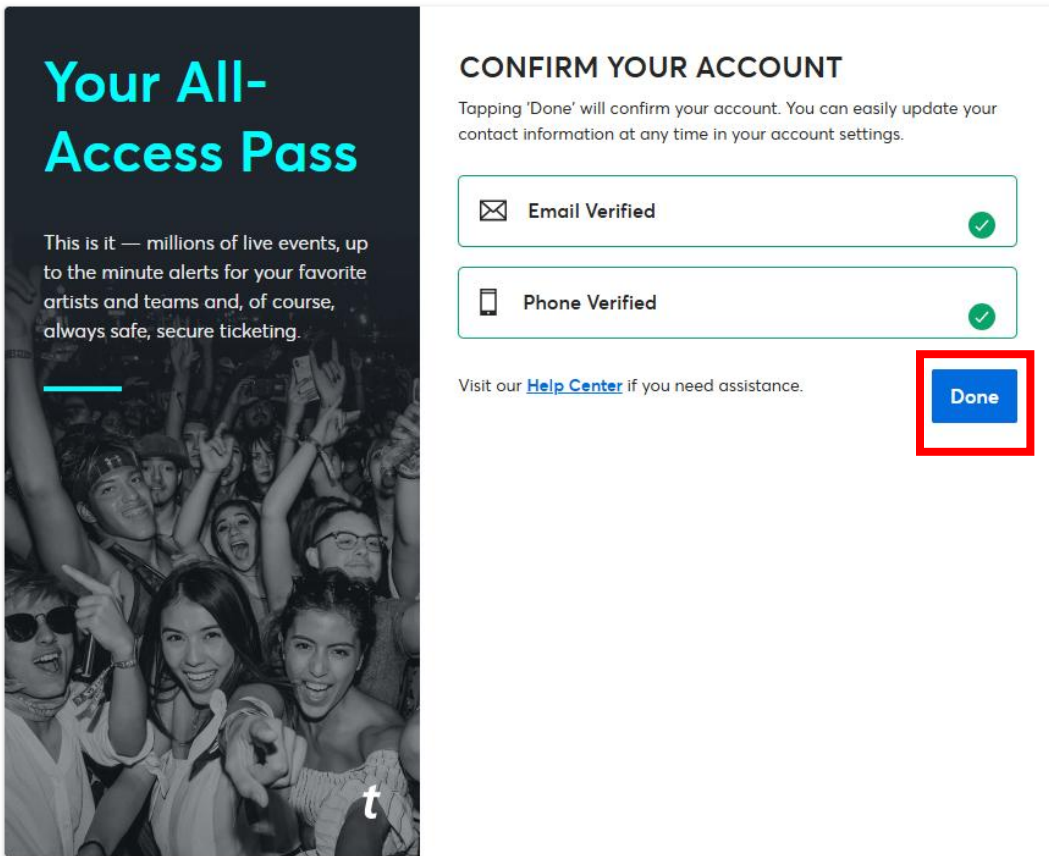 Your All-
Access Pass
This is it — millions of live events, up
to the minute alerts for your favorite
artists and teams and, of course,
always safe, secure ticketing.
t
CONFIRM YOUR ACCOUNT
Tapping 'Done' will confirm your account. You can easily update your
contact information at any time in your account settings.
Email Verified
Phone Verified
Visit our Help Center if you need assistance.
Done